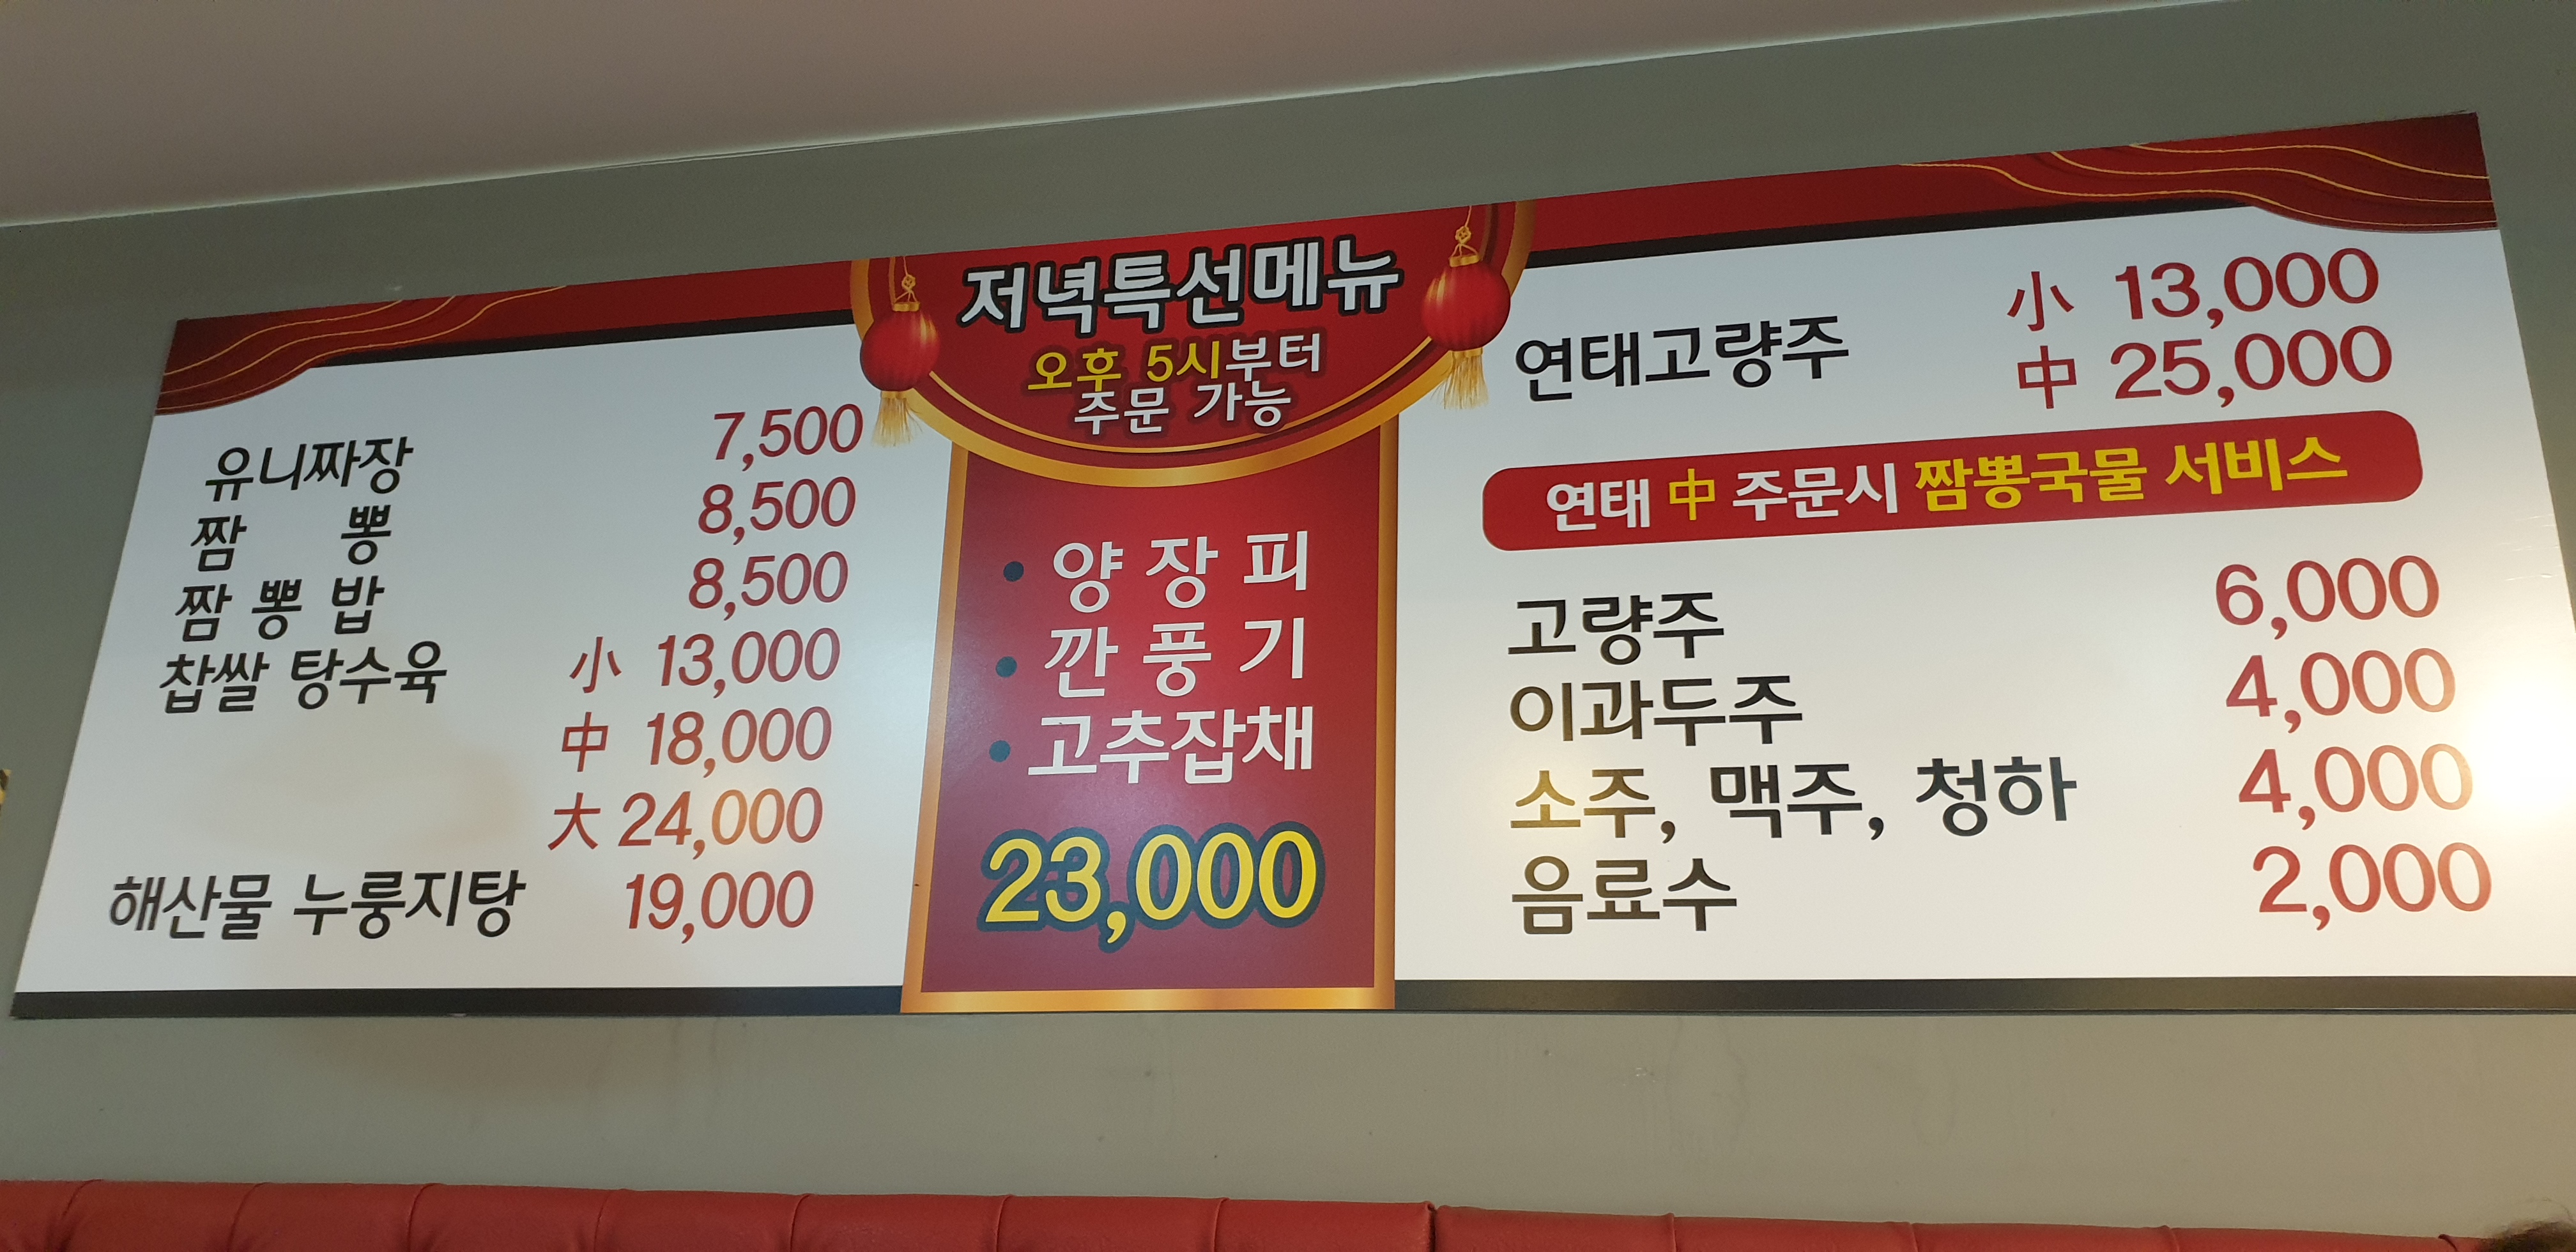 유니짜장 7,500
짬 뽕 8,500
짬 뽕 밥 8,500
찹쌀 탕수육 小 13,000
中 18,000
大 24,000
해산물 누룽지탕 19,000
저녁특선메뉴
오후 5시부터
주문 가능
• 양 장 피
• 깐 풍 기
• 고추잡채
23,000
연태고량주 小 13,000
中 25,000
연태 中 주문시 짬뽕국물 서비스
고량주 6,000
이과두주 4,000
소주, 맥주, 청하 4,000
음료수 2,000